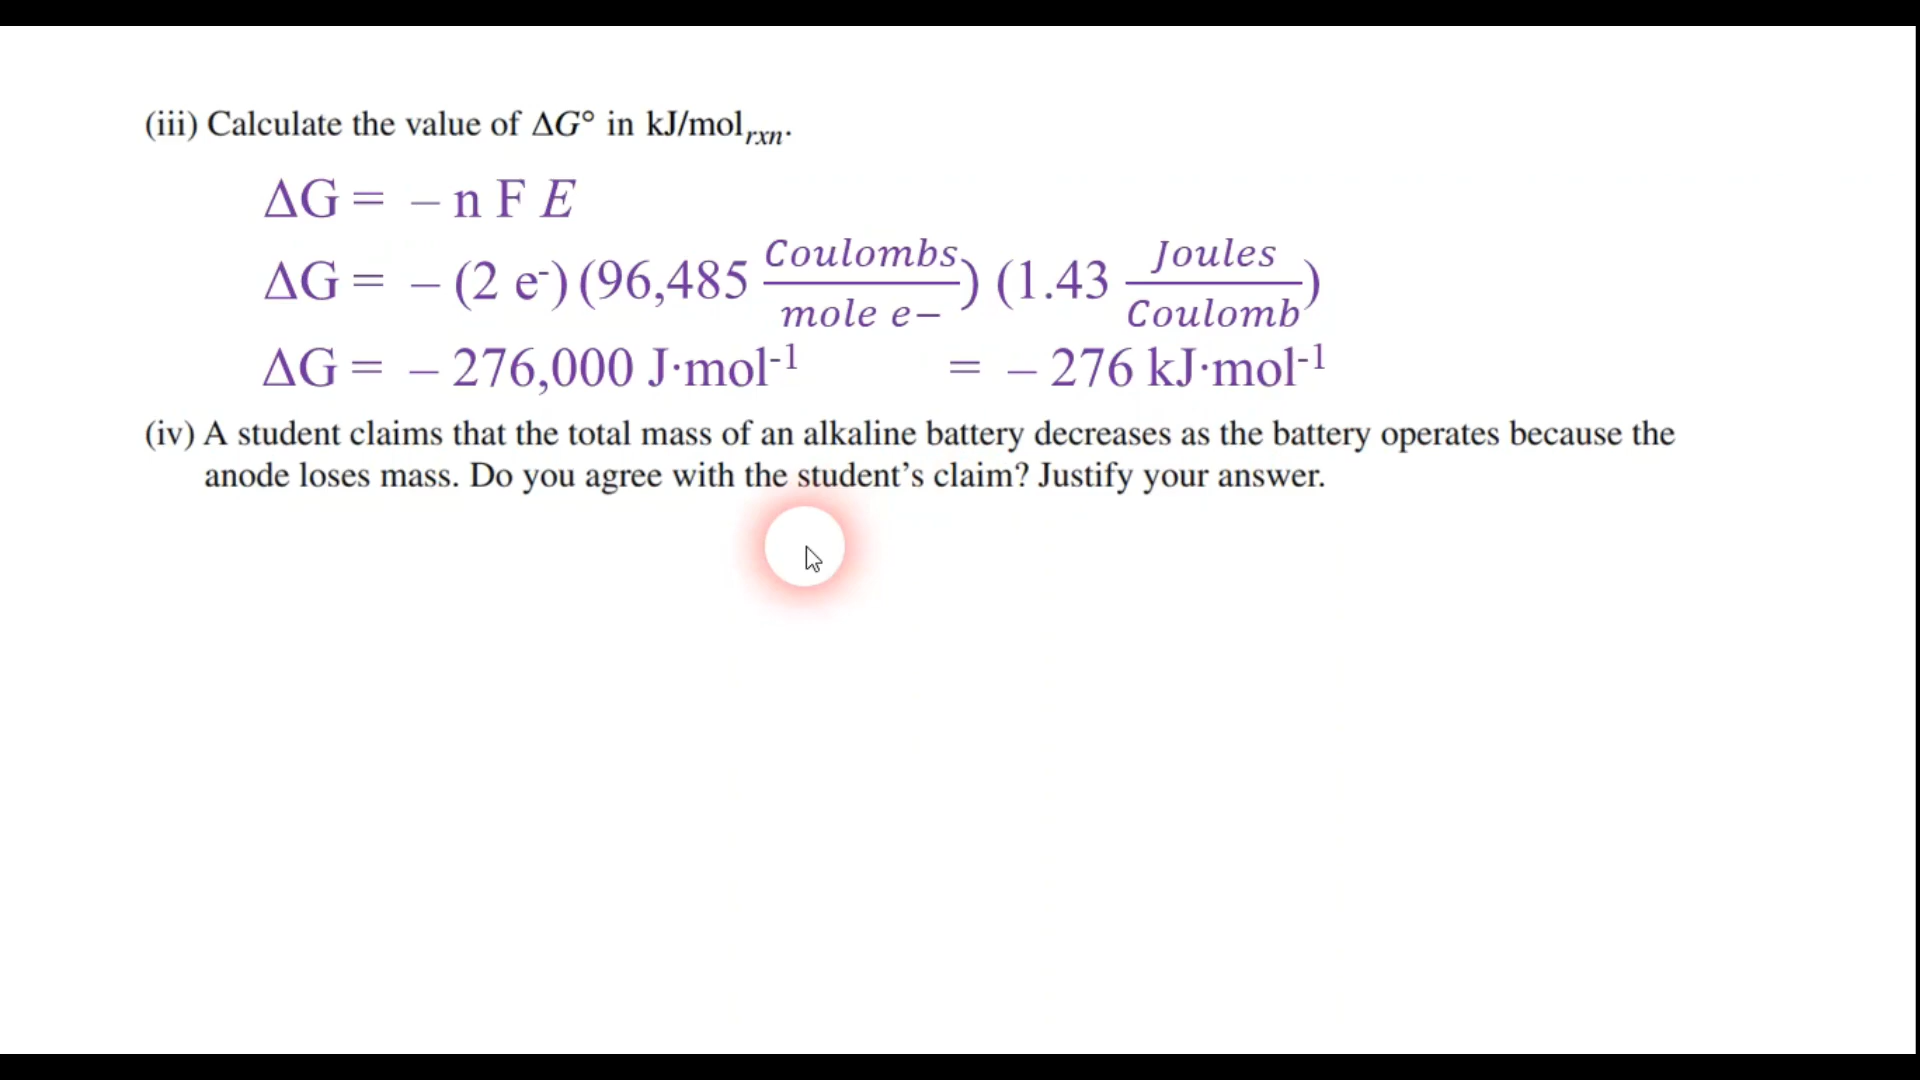 (iii) Calculate the value of ΔG° in kJ/molrxn.
ΔG = – n F E
ΔG = – (2 e-) (96,485 Coulombs/mole e–) (1.43 Joules/Coulomb)
ΔG = – 276,000 J·mol-1 = – 276 kJ·mol-1
(iv) A student claims that the total mass of an alkaline battery decreases as the battery operates because the
anode loses mass. Do you agree with the student’s claim? Justify your answer.